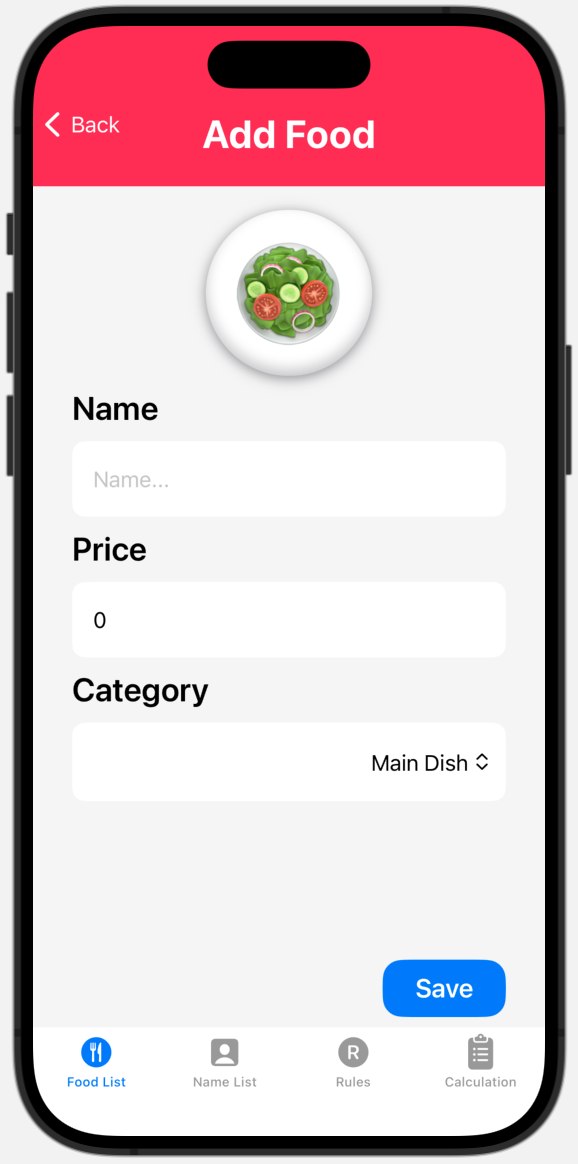 Back
Add Food
Name
Name...
Price
0
Category
Main Dish
Save
R
Food List
Name List
Rules
Calculation